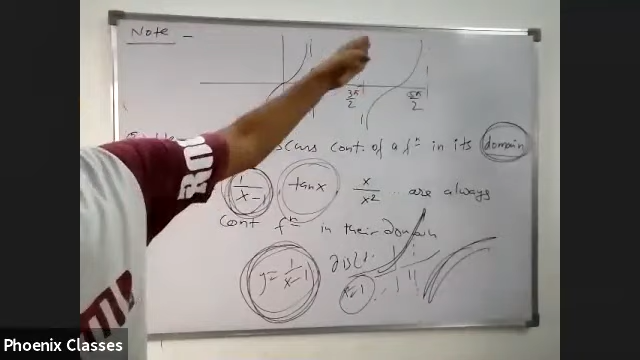 Note -
3π/2 5π/2
discuss cont. of a fⁿ in its domain
1/x-1 tanx x/x² are always
cont fⁿ in their domain
y = 1/x-1
x=1
Phoenix Classes